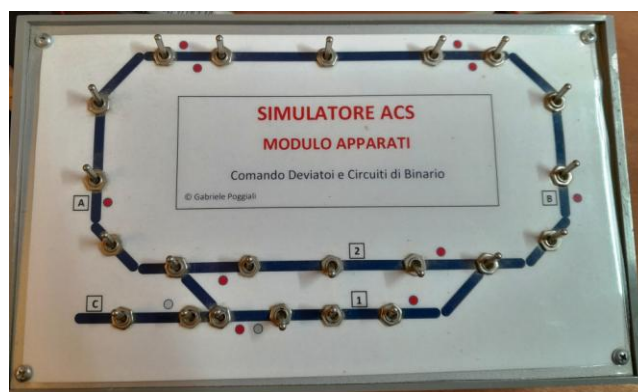 SIMULATORE ACS
MODULO APPARATI
Comando Deviatoi e Circuiti di Binario
© Gabriele Poggiali
A
B
2
C
1